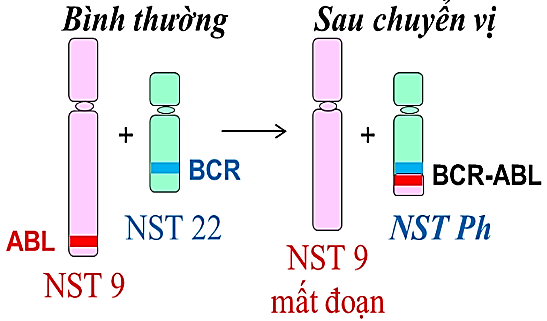 Bình thường
Sau chuyển vị
+
+
BCR
BCR-ABL
ABL
NST 22
NST Ph
NST 9
NST 9
mất đoạn